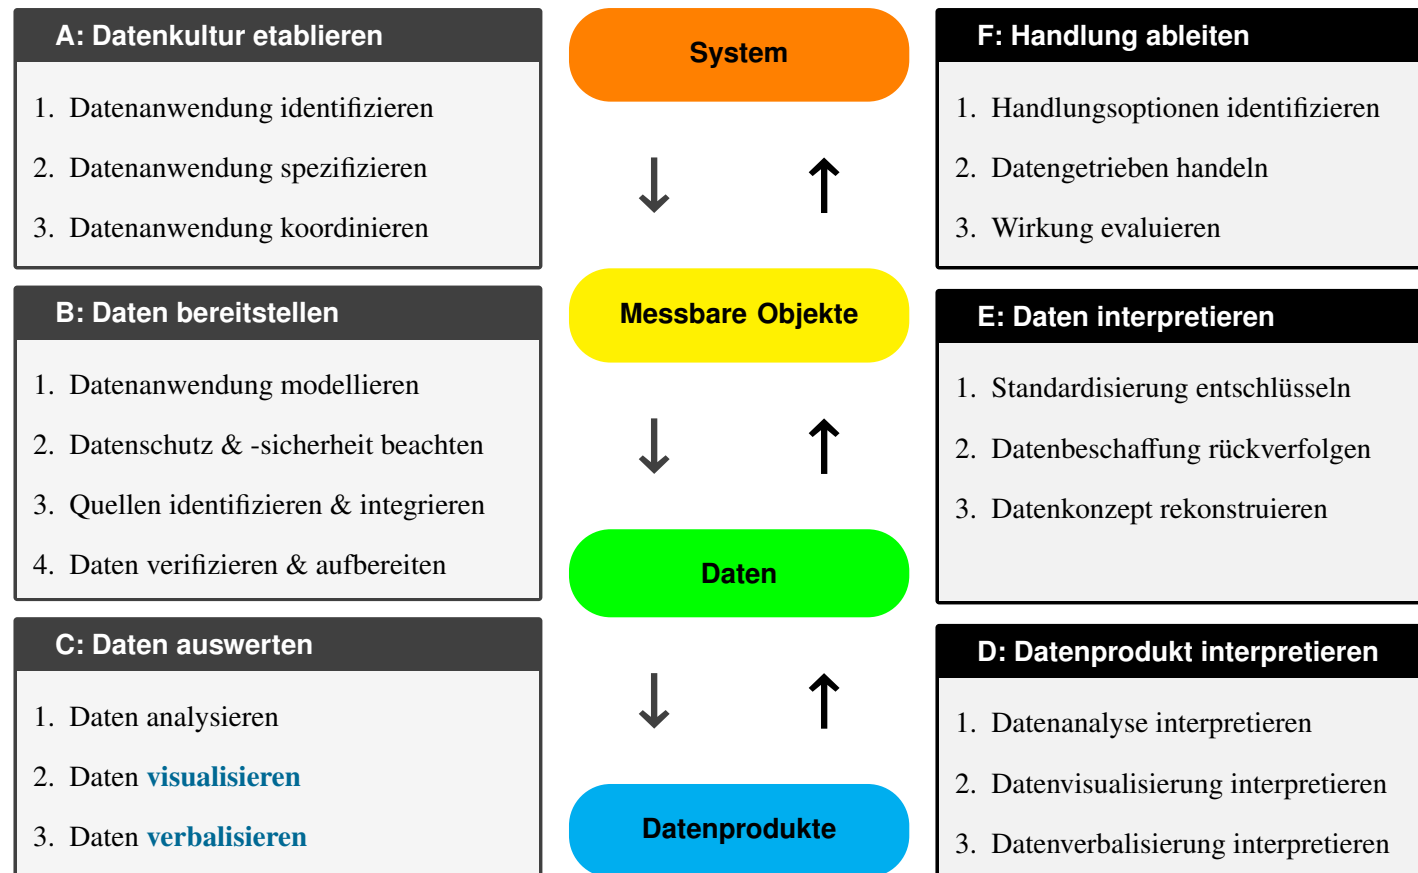 A: Datenkultur etablieren
1. Datenanwendung identifizieren
2. Datenanwendung spezifizieren
3. Datenanwendung koordinieren
B: Daten bereitstellen
1. Datenanwendung modellieren
2. Datenschutz & -sicherheit beachten
3. Quellen identifizieren & integrieren
4. Daten verifizieren & aufbereiten
C: Daten auswerten
1. Daten analysieren
2. Daten visualisieren
3. Daten verbalisieren
System
↓ ↑
Messbare Objekte
↓ ↑
Daten
↓ ↑
Datenprodukte
F: Handlung ableiten
1. Handlungsoptionen identifizieren
2. Datengetrieben handeln
3. Wirkung evaluieren
E: Daten interpretieren
1. Standardisierung entschlüsseln
2. Datenbeschaffung rückverfolgen
3. Datenkonzept rekonstruieren
D: Datenprodukt interpretieren
1. Datenanalyse interpretieren
2. Datenvisualisierung interpretieren
3. Datenverbalisierung interpretieren